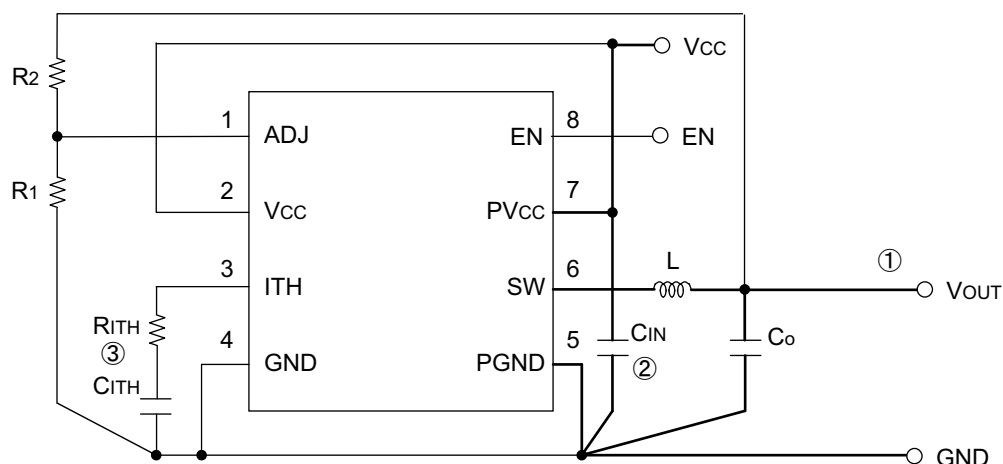 R2
R1
1
ADJ
2
VCC
3
ITH
4
GND
RITH
③
CITH
8
EN
EN
7
PVCC
6
SW
5
PGND
VCC
L
①
VOUT
CIN
②
Co
GND